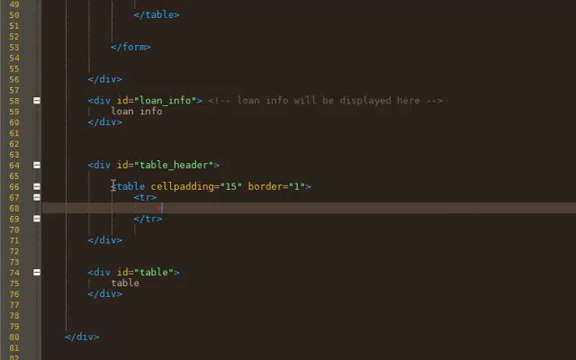 49
50 </table>
51
52
53 </form>
54
55
56 </div>
57
58 <div id="loan_info"> <!-- loan info will be displayed here -->
59 loan info
60 </div>
61
62
63
64 <div id="table_header">
65
66 <table cellpadding="15" border="1">
67 <tr>
68
69 </tr>
70
71 </div>
72
73
74 <div id="table">
75 table
76 </div>
77
78
79
80 </div>
81
82